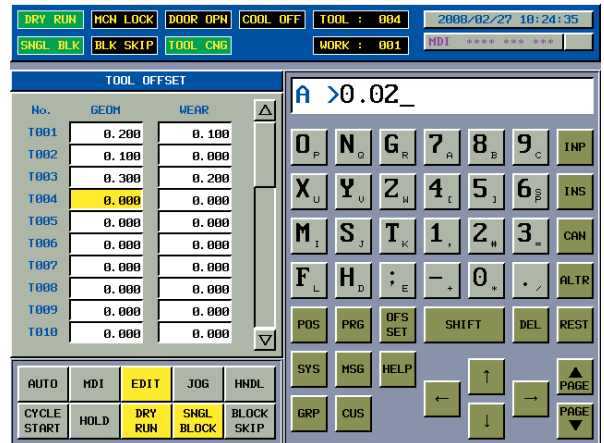 DRY RUN MCN LOCK DOOR OPN COOL OFF TOOL : 004 2008/02/27 10:24:35
SNGL BLK BLK SKIP TOOL CNG WORK : 001 MDI **** *** ***
TOOL OFFSET
No. GEOM WEAR
T001 0.200 0.100
T002 0.100 0.000
T003 0.300 0.200
T004 0.000 0.000
T005 0.000 0.000
T006 0.000 0.000
T007 0.000 0.000
T008 0.000 0.000
T009 0.000 0.000
T010 0.000 0.000
AUTO MDI EDIT JOG HNDL
CYCLE START HOLD DRY RUN SNGL BLOCK BLOCK SKIP
A >0.02_
O P N Q G R 7 A 8 B 9 C INP
X U Y V Z W 4 [ 5 ] 6 SP INS
M I S J T K 1 , 2 # 3 = CAN
F L H D ; E - + 0 * . / ALTR
POS PRG OFS SET SHIFT DEL REST
SYS MSG HELP ↑ ▲ PAGE
GRP CUS ← ↓ → PAGE ▼